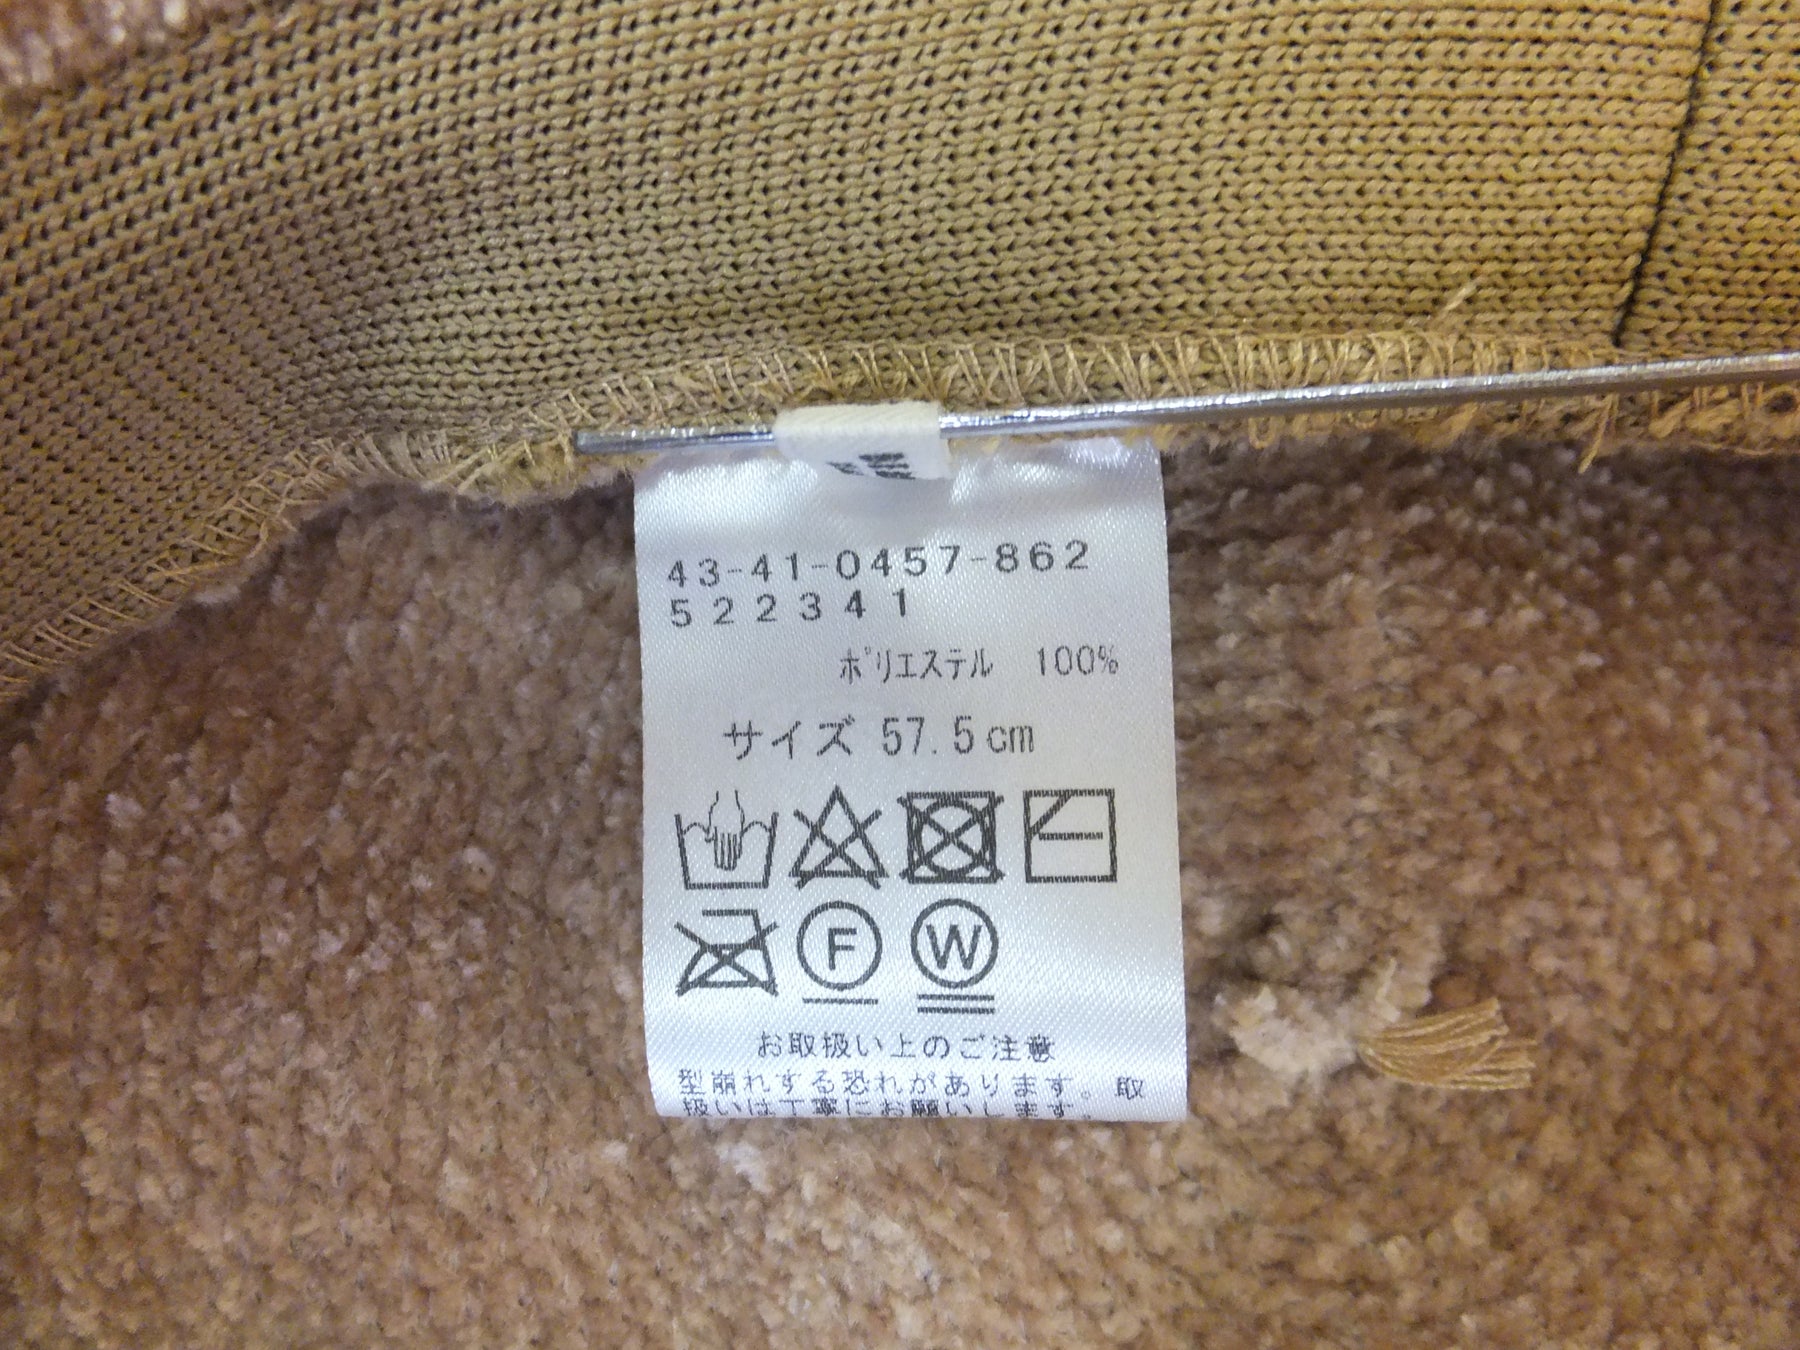 43-41-0457-862
522341
ポリエステル 100%
サイズ 57.5cm
F W
お取扱い上のご注意
型崩れする恐れがあります。取
扱いは丁寧にお願いします。